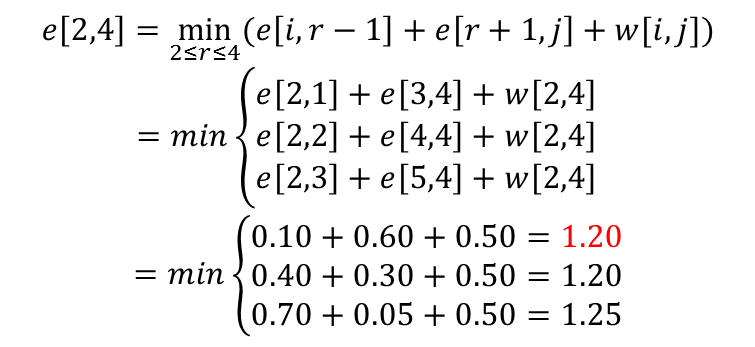 e[2,4] = min (e[i, r − 1] + e[r + 1, j] + w[i, j])
2≤r≤4
e[2,1] + e[3,4] + w[2,4]
= min { e[2,2] + e[4,4] + w[2,4]
e[2,3] + e[5,4] + w[2,4]
0.10 + 0.60 + 0.50 = 1.20
= min { 0.40 + 0.30 + 0.50 = 1.20
0.70 + 0.05 + 0.50 = 1.25